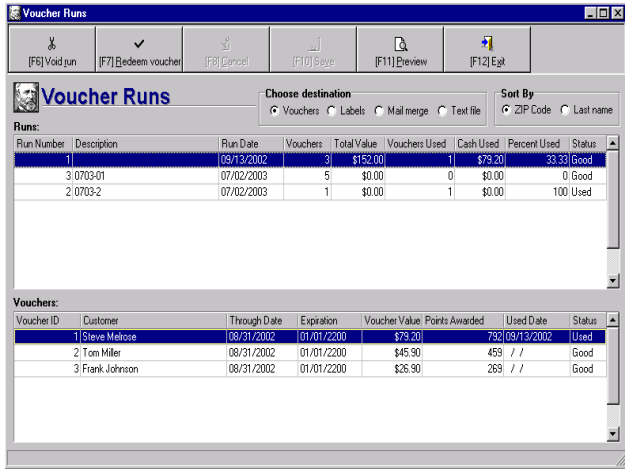 Voucher Runs
[F6] Void run [F7] Redeem voucher [F8] Cancel [F10] Save [F11] Preview [F12] Exit
Voucher Runs
Choose destination
Vouchers Labels Mail merge Text file
Sort By
ZIP Code Last name
Runs:
Run Number Description Run Date Vouchers Total Value Vouchers Used Cash Used Percent Used Status
1 09/13/2002 3 $152.00 1 $79.20 33.33 Good
3 0703-01 07/02/2003 5 $0.00 0 $0.00 0 Good
2 0703-2 07/02/2003 1 $0.00 1 $0.00 100 Used
Vouchers:
Voucher ID Customer Through Date Expiration Voucher Value Points Awarded Used Date Status
1 Steve Melrose 08/31/2002 01/01/2200 $79.20 792 09/13/2002 Used
2 Tom Miller 08/31/2002 01/01/2200 $45.90 459 / / Good
3 Frank Johnson 08/31/2002 01/01/2200 $26.90 269 / / Good